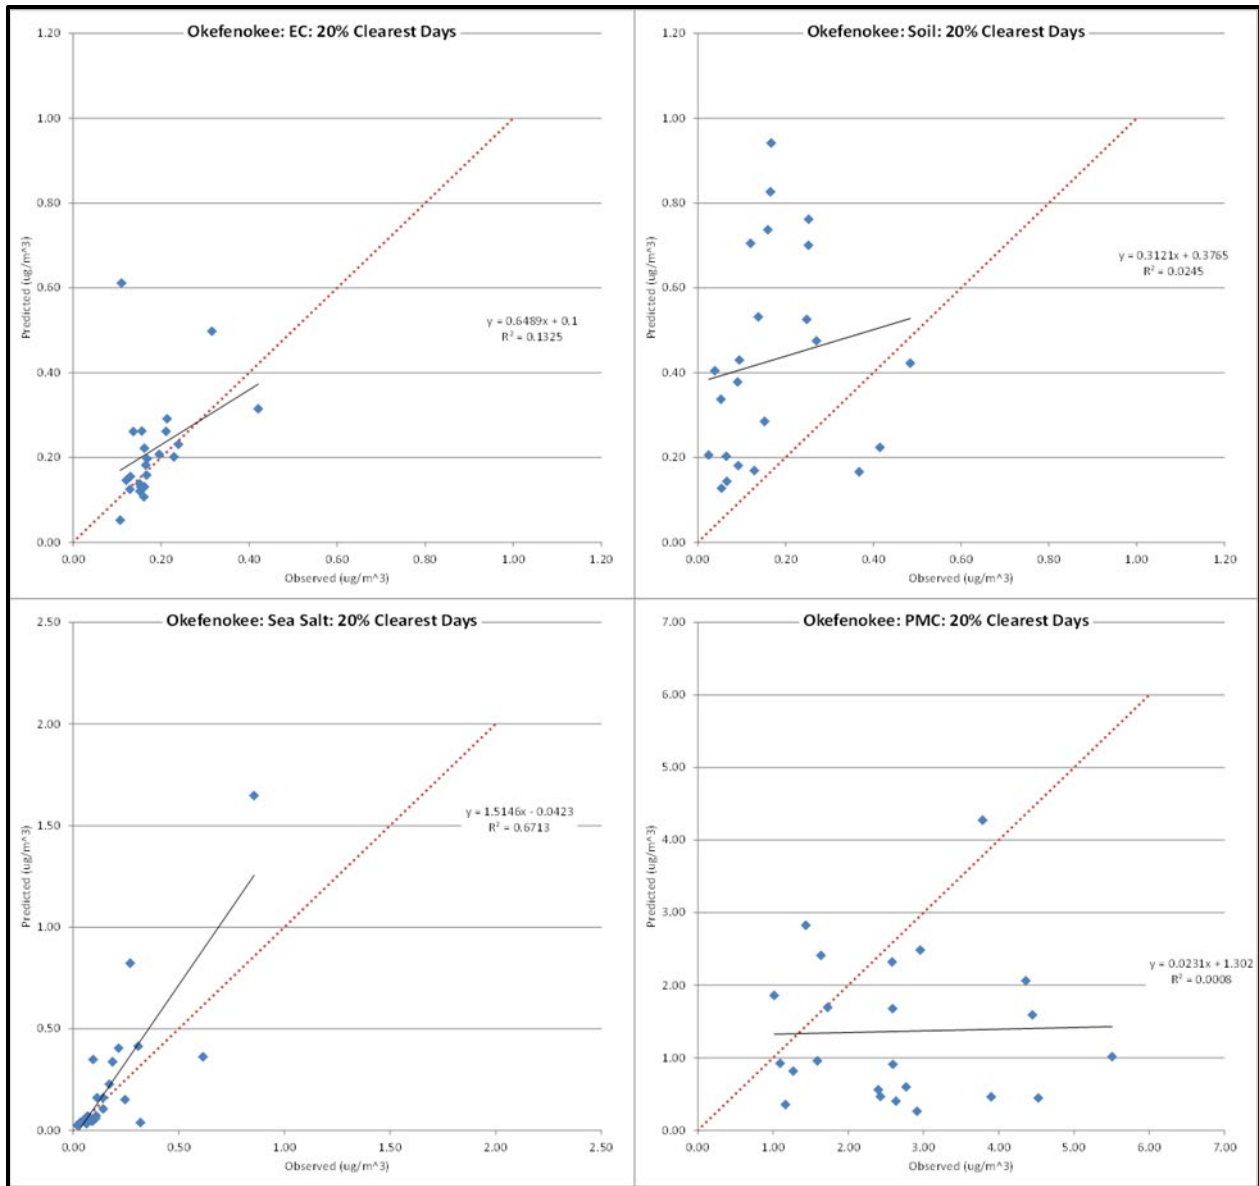 Okefenokee: EC: 20% Clearest Days
1.20
1.00
0.80
0.60
0.40
0.20
0.00
Predicted (ug/m^3)
y = 0.6489x + 0.1
R² = 0.1325
0.00 0.20 0.40 0.60 0.80 1.00 1.20
Observed (ug/m^3)
Okefenokee: Soil: 20% Clearest Days
1.20
1.00
0.80
0.60
0.40
0.20
0.00
Predicted (ug/m^3)
y = 0.3121x + 0.3765
R² = 0.0245
0.00 0.20 0.40 0.60 0.80 1.00 1.20
Observed (ug/m^3)
Okefenokee: Sea Salt: 20% Clearest Days
2.50
2.00
1.50
1.00
0.50
0.00
Predicted (ug/m^3)
y = 1.5146x - 0.0423
R² = 0.6713
0.00 0.50 1.00 1.50 2.00 2.50
Observed (ug/m^3)
Okefenokee: PMC: 20% Clearest Days
7.00
6.00
5.00
4.00
3.00
2.00
1.00
0.00
Predicted (ug/m^3)
y = 0.0231x + 1.302
R² = 0.0008
0.00 1.00 2.00 3.00 4.00 5.00 6.00 7.00
Observed (ug/m^3)